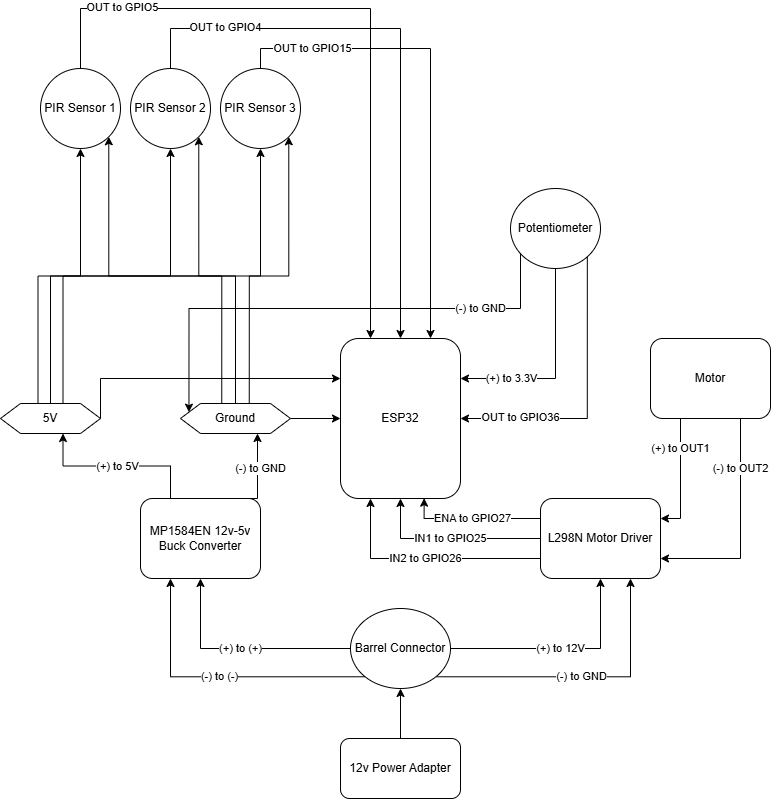 OUT to GPIO5
OUT to GPIO4
OUT to GPIO15
PIR Sensor 1
PIR Sensor 2
PIR Sensor 3
Potentiometer
(-) to GND
(+) to 3.3V
Motor
5V
Ground
ESP32
OUT to GPIO36
(+) to OUT1
(-) to OUT2
(+) to 5V
(-) to GND
MP1584EN 12v-5v
Buck Converter
ENA to GPIO27
IN1 to GPIO25
IN2 to GPIO26
L298N Motor Driver
(+) to (+)
Barrel Connector
(+) to 12V
(-) to (-)
(-) to GND
12v Power Adapter